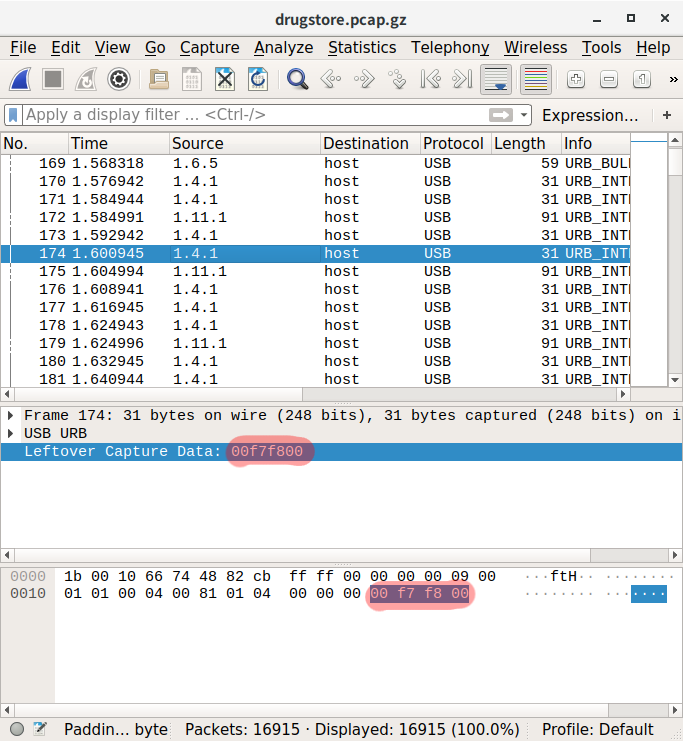 drugstore.pcap.gz
File Edit View Go Capture Analyze Statistics Telephony Wireless Tools Help
Apply a display filter ... <Ctrl-/> Expression... +
No. Time Source Destination Protocol Length Info
169 1.568318 1.6.5 host USB 59 URB_BUL
170 1.576942 1.4.1 host USB 31 URB_INT
171 1.584944 1.4.1 host USB 31 URB_INT
172 1.584991 1.11.1 host USB 91 URB_INT
173 1.592942 1.4.1 host USB 31 URB_INT
174 1.600945 1.4.1 host USB 31 URB_INT
175 1.604994 1.11.1 host USB 91 URB_INT
176 1.608941 1.4.1 host USB 31 URB_INT
177 1.616945 1.4.1 host USB 31 URB_INT
178 1.624943 1.4.1 host USB 31 URB_INT
179 1.624996 1.11.1 host USB 91 URB_INT
180 1.632945 1.4.1 host USB 31 URB_INT
181 1.640944 1.4.1 host USB 31 URB_INT
Frame 174: 31 bytes on wire (248 bits), 31 bytes captured (248 bits) on i
USB URB
Leftover Capture Data: 00f7f800
0000 1b 00 10 66 74 48 82 cb ff ff 00 00 00 00 09 00 ···ftH·· ········
0010 01 01 00 04 00 81 01 04 00 00 00 00 f7 f8 00 ········ ·······
Paddin... byte Packets: 16915 · Displayed: 16915 (100.0%) Profile: Default